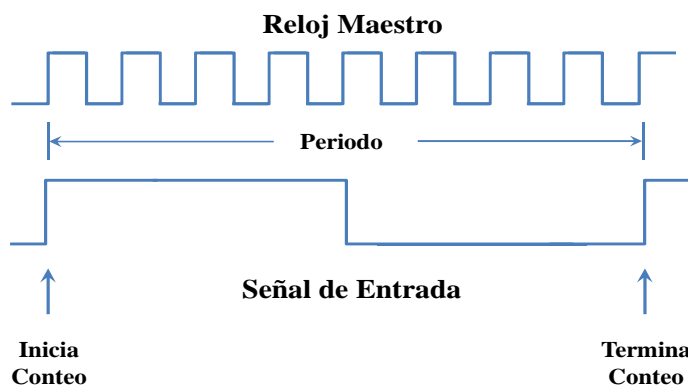 Reloj Maestro
Periodo
Señal de Entrada
Inicia
Conteo
Termina
Conteo